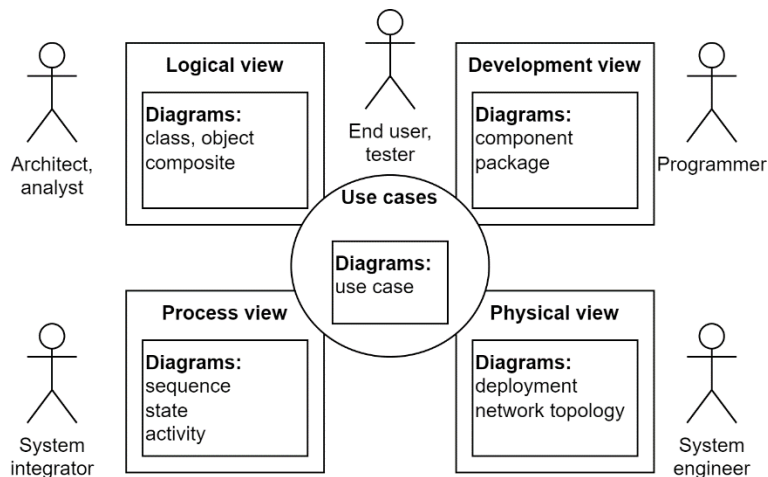 Logical view
Diagrams:
class, object
composite
Architect,
analyst
End user,
tester
Development view
Diagrams:
component
package
Programmer
Use cases
Diagrams:
use case
Process view
Diagrams:
sequence
state
activity
System
integrator
Physical view
Diagrams:
deployment
network topology
System
engineer